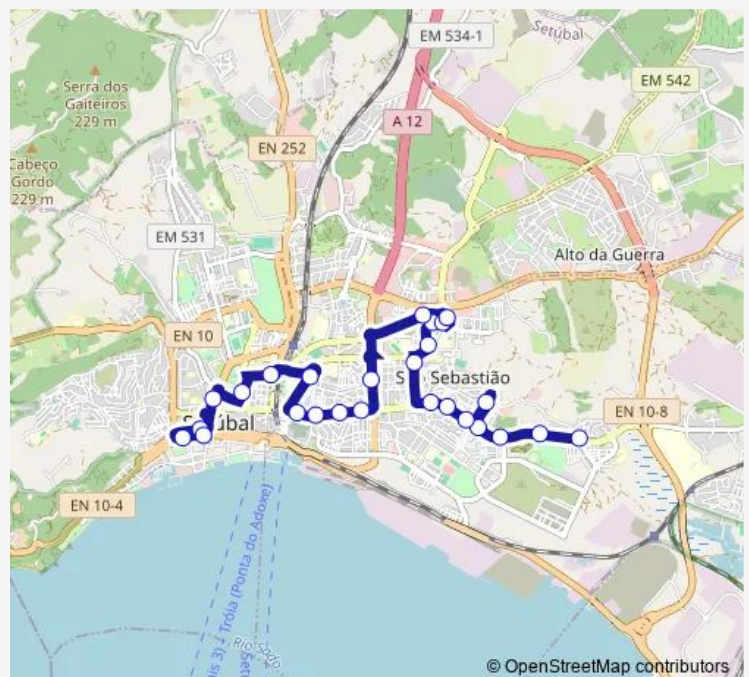 EM 534-1
Setúbal
Serra dos
Gaiteiros
229 m
EM 542
A 12
EN 252
Cabeço
Gordo
229 m
EM 531
Alto da Guerra
EN 10
Sebastião
EN 10-8
EN 10-4
Tróia (Ponta do Adoxe)
Rio Sado
© OpenStreetMap contributors